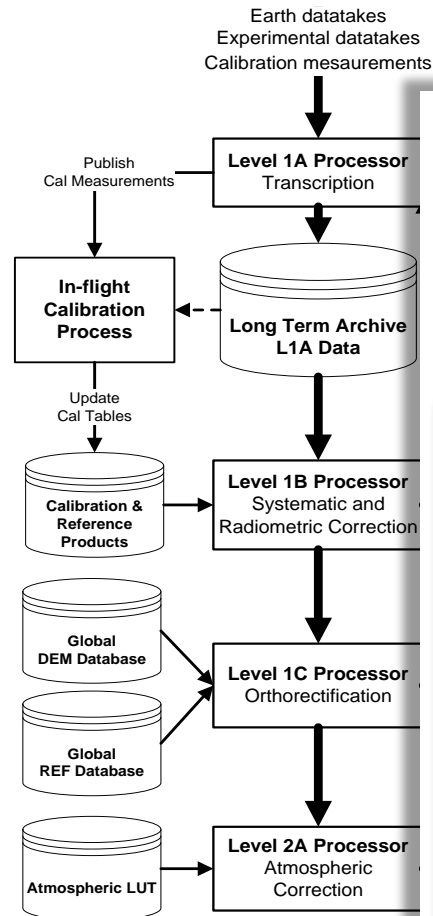 Earth datatakes
Experimental datatakes
Calibration mesaurements
Publish
Cal Measurements
Level 1A Processor
Transcription
In-flight
Calibration
Process
Long Term Archive
L1A Data
Update
Cal Tables
Calibration &
Reference
Products
Level 1B Processor
Systematic and
Radiometric Correction
Global
DEM Database
Level 1C Processor
Orthorectification
Global
REF Database
Level 2A Processor
Atmospheric
Correction
Atmospheric LUT